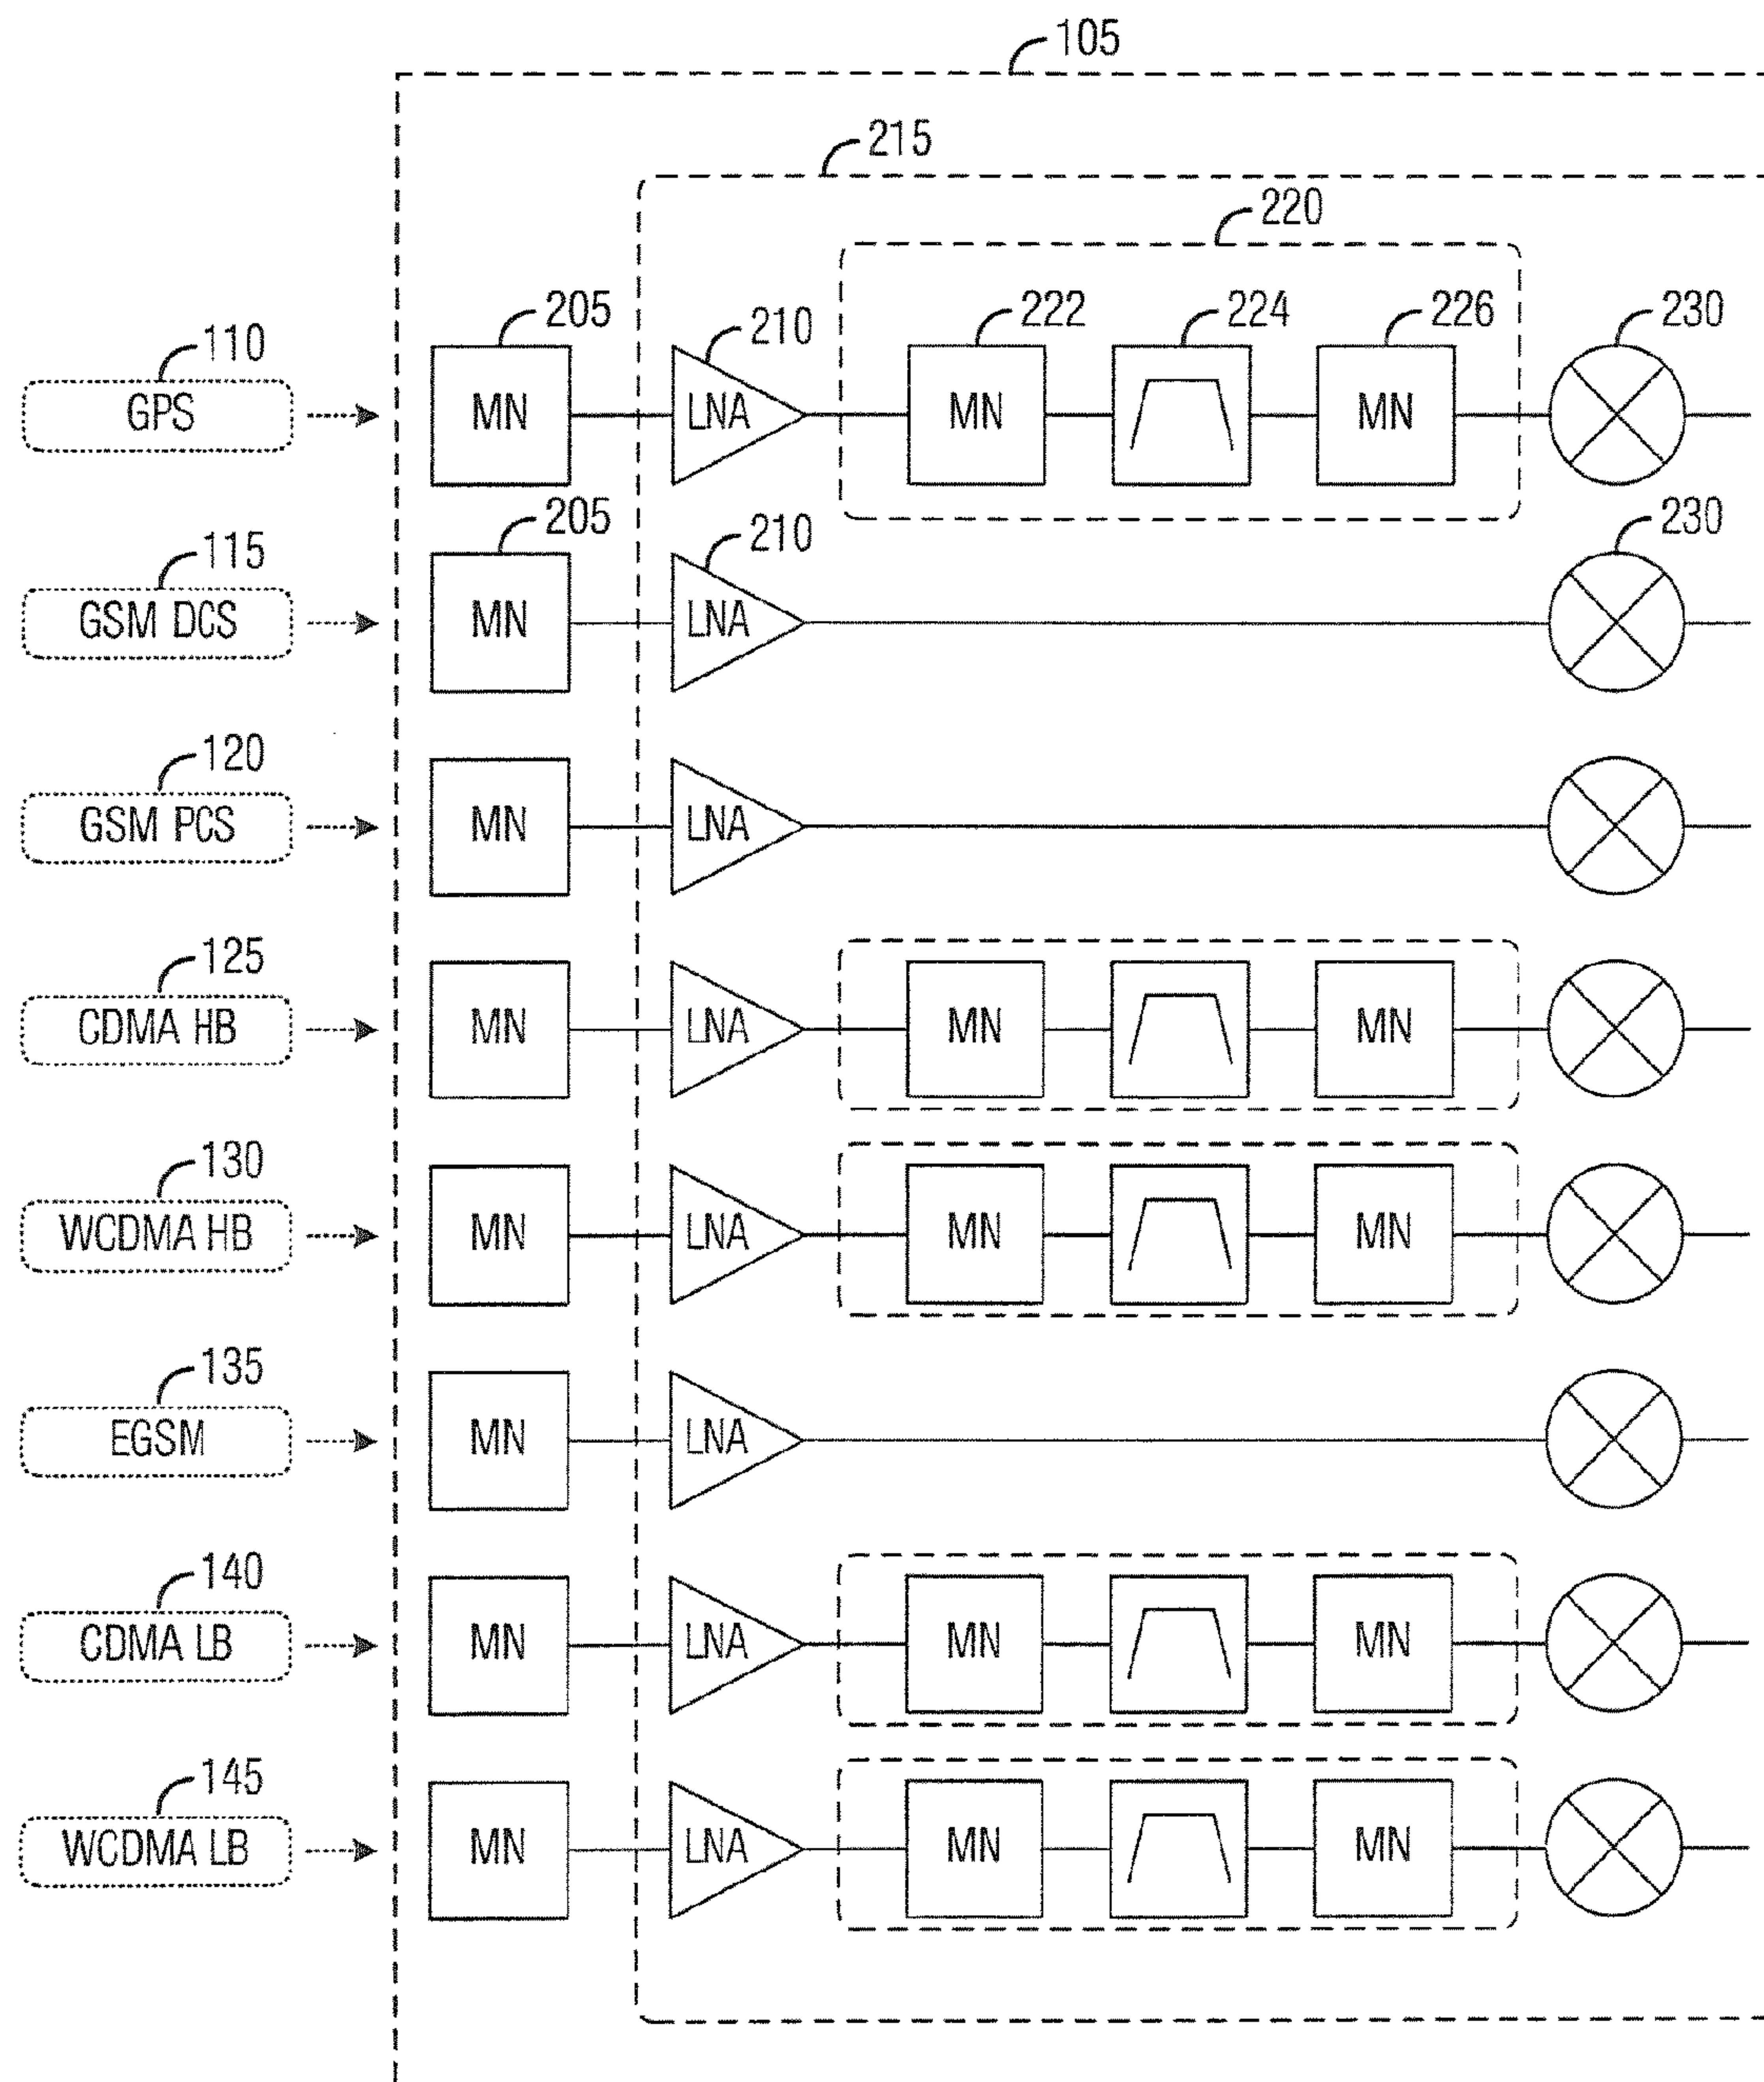 105
215
220
205 210 222 224 226 230
110
GPS MN LNA MN MN
205 210 230
115
GSM DCS MN LNA
120
GSM PCS MN LNA
125
CDMA HB MN LNA MN MN
130
WCDMA HB MN LNA MN MN
135
EGSM MN LNA
140
CDMA LB MN LNA MN MN
145
WCDMA LB MN LNA MN MN